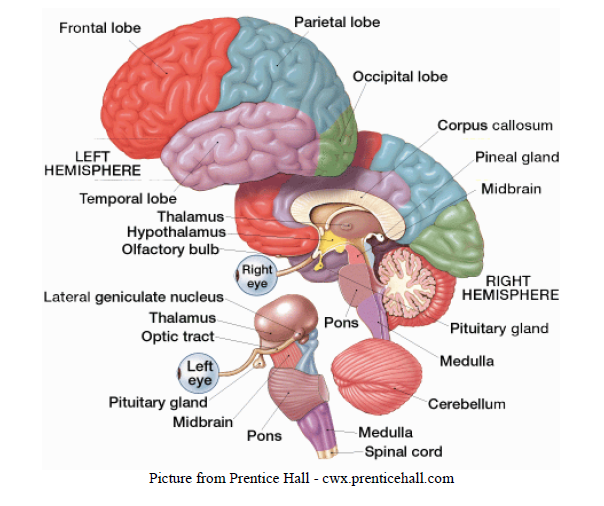 Frontal lobe
Parietal lobe
Occipital lobe
Corpus callosum
Pineal gland
Midbrain
LEFT
HEMISPHERE
Temporal lobe
Thalamus
Hypothalamus
Olfactory bulb
Right
eye
RIGHT
HEMISPHERE
Lateral geniculate nucleus
Thalamus
Optic tract
Pons
Pituitary gland
Medulla
Left
eye
Pituitary gland
Midbrain
Pons
Cerebellum
Medulla
Spinal cord
Picture from Prentice Hall - cwx.prenticehall.com